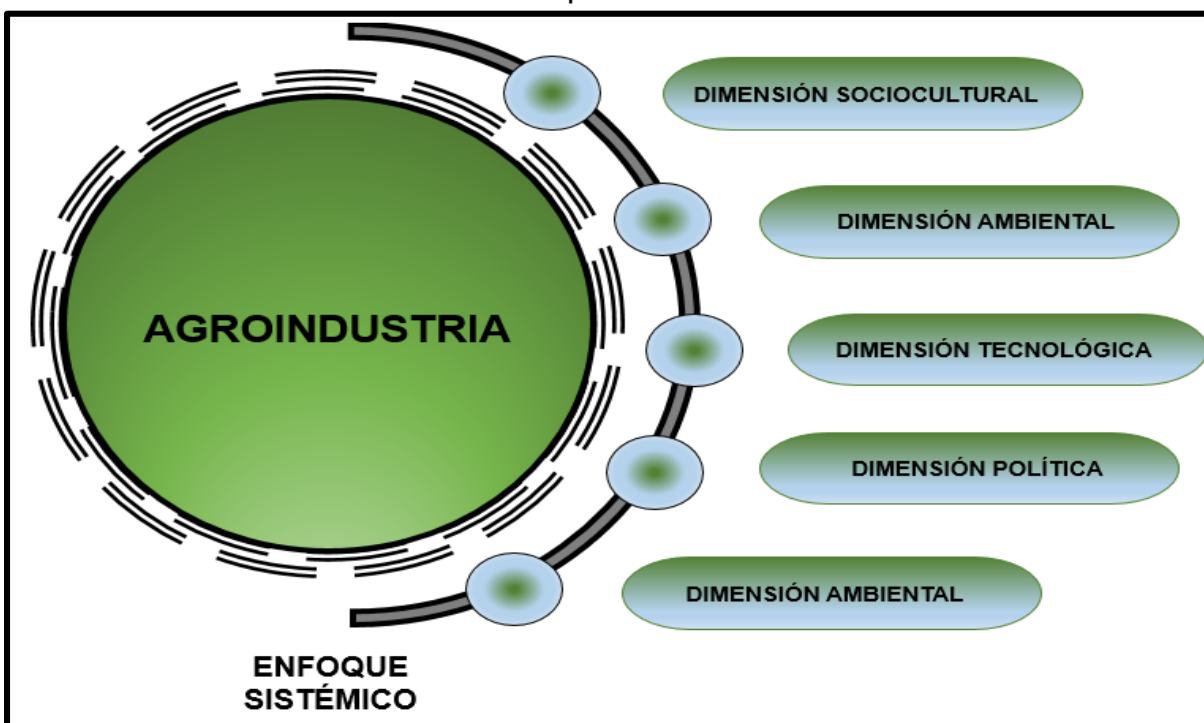 AGROINDUSTRIA
DIMENSIÓN SOCIOCULTURAL
DIMENSIÓN AMBIENTAL
DIMENSIÓN TECNOLÓGICA
DIMENSIÓN POLÍTICA
DIMENSIÓN AMBIENTAL
ENFOQUE
SISTÉMICO